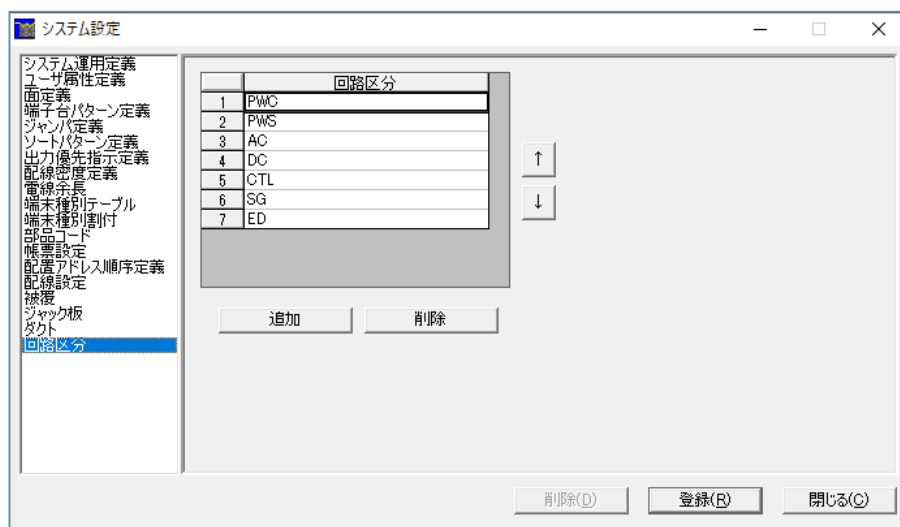 システム設定
システム運用定義
ユーザ属性定義
面定義
端子台パターン定義
ジャンパ定義
ソートパターン定義
出力優先指示定義
配線密度定義
電線余長
端末種別テーブル
端末種別割付
部品コード
帳票設定
配置アドレス順序定義
配線設定
被覆
ジャック板
ダクト
回路区分
回路区分
1 PWC
2 PWS
3 AC
4 DC
5 CTL
6 SG
7 ED
↑
↓
追加 削除
削除(D) 登録(R) 閉じる(C)